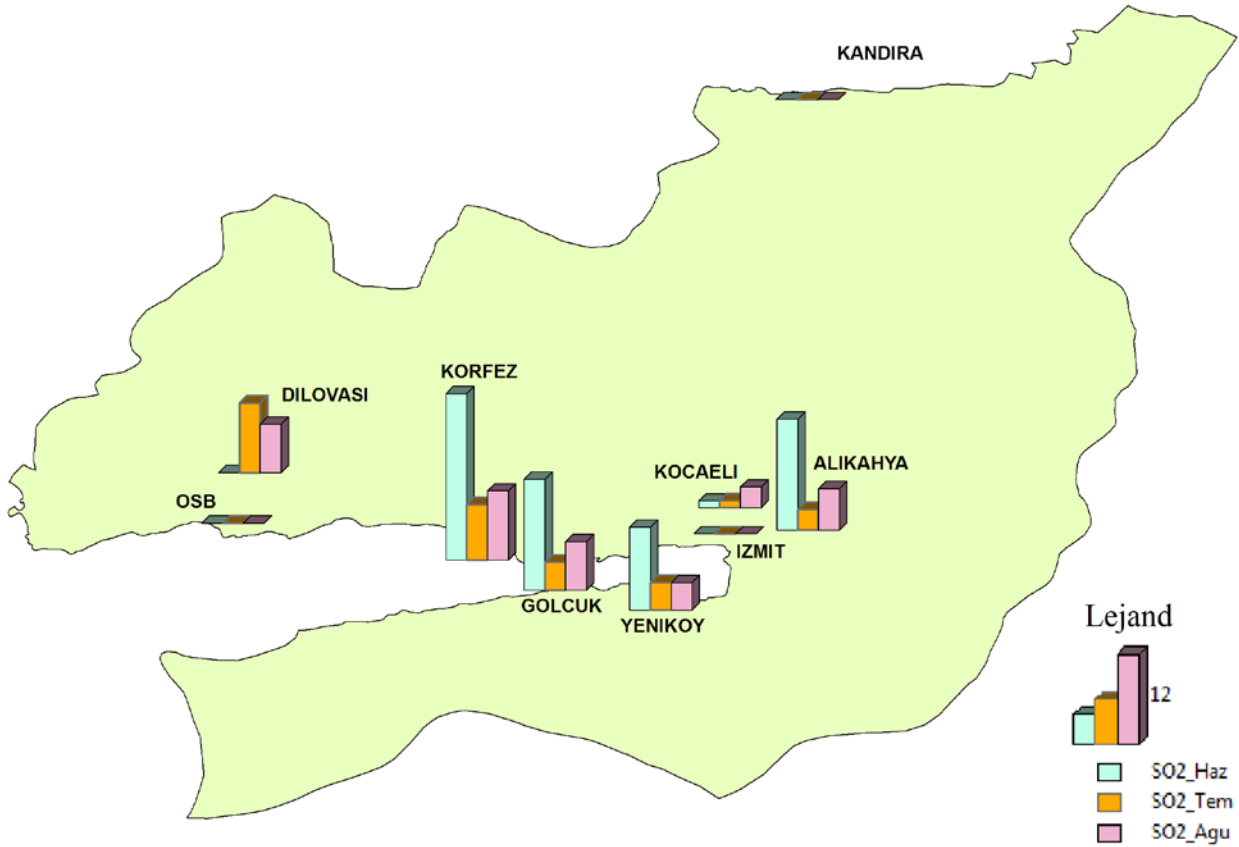 KANDIRA
KORFEZ
DILOVASI
KOCAELI
ALIKAHYA
OSB
IZMIT
GOLCUK
YENIKOY
Lejand
12
SO2_Haz
SO2_Tem
SO2_Agu